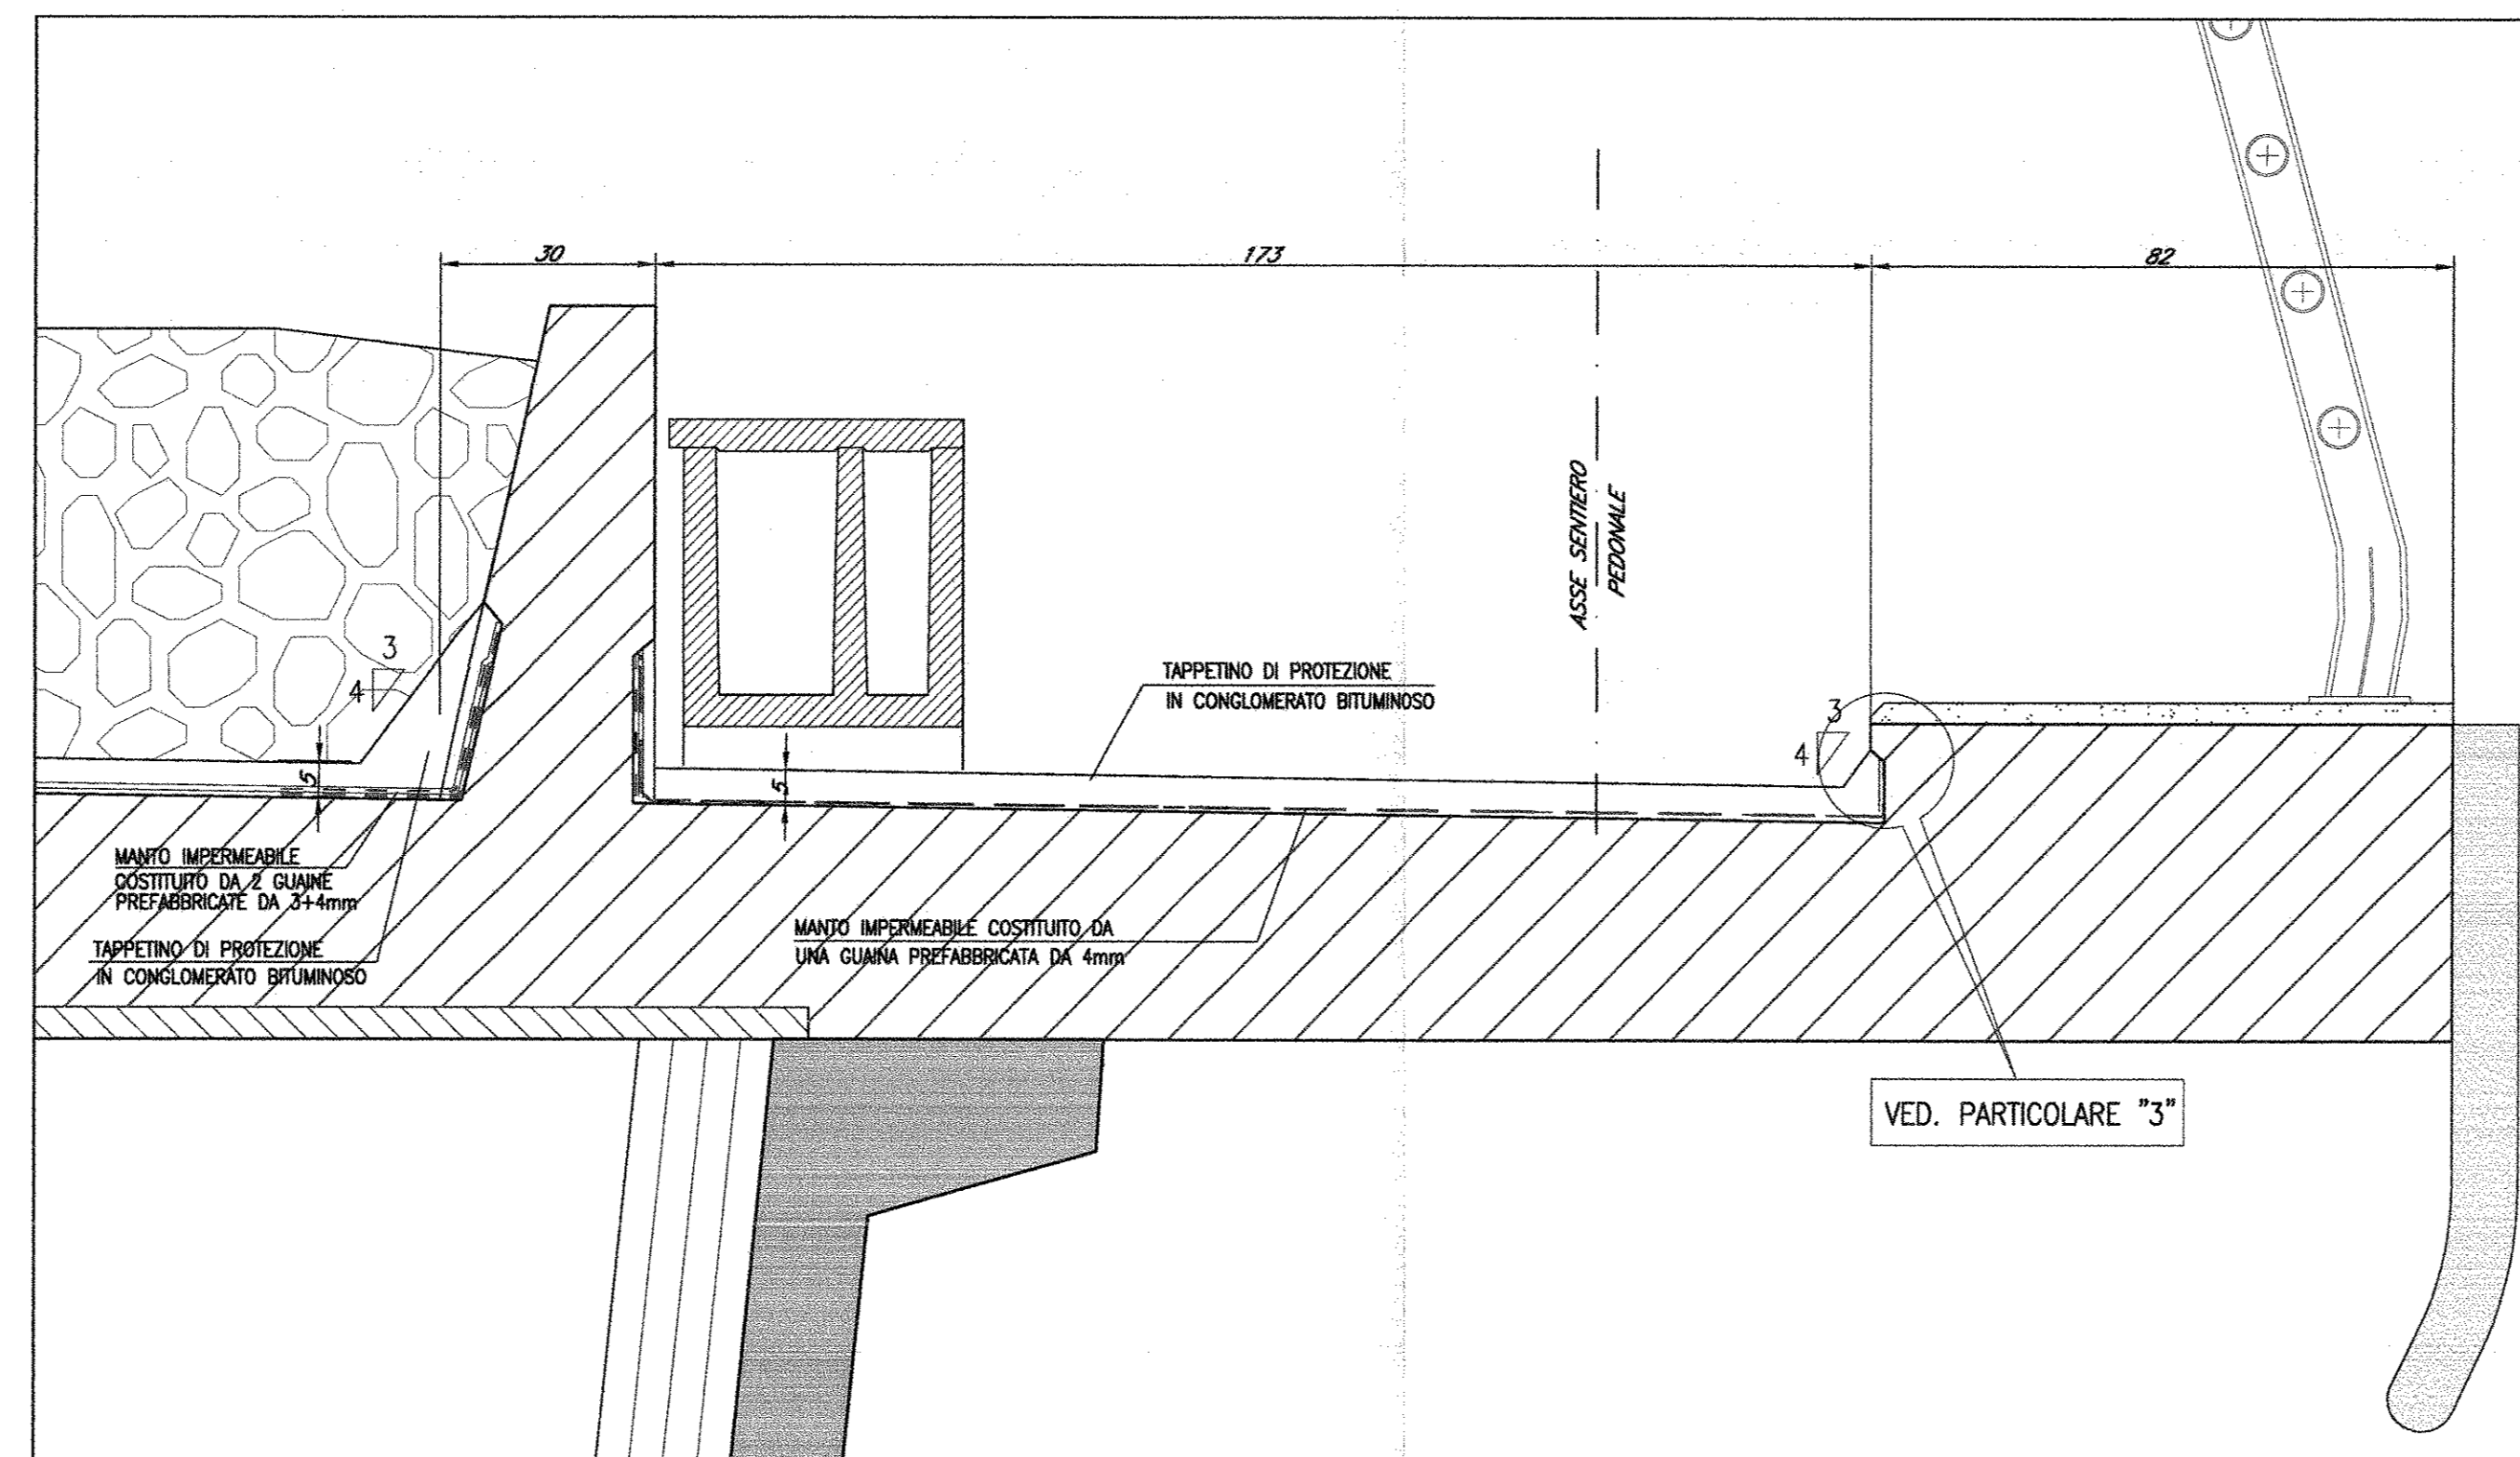 30
173
82
ASSE SENTIERO
PEDONALE
TAPPETINO DI PROTEZIONE
IN CONGLOMERATO BITUMINOSO
3
4
3
4
5
5
MANTO IMPERMEABILE
COSTITUITO DA 2 GUAINE
PREFABBRICATE DA 3+4mm
TAPPETINO DI PROTEZIONE
IN CONGLOMERATO BITUMINOSO
MANTO IMPERMEABILE COSTITUITO DA
UNA GUAINA PREFABBRICATA DA 4mm
VED. PARTICOLARE "3"